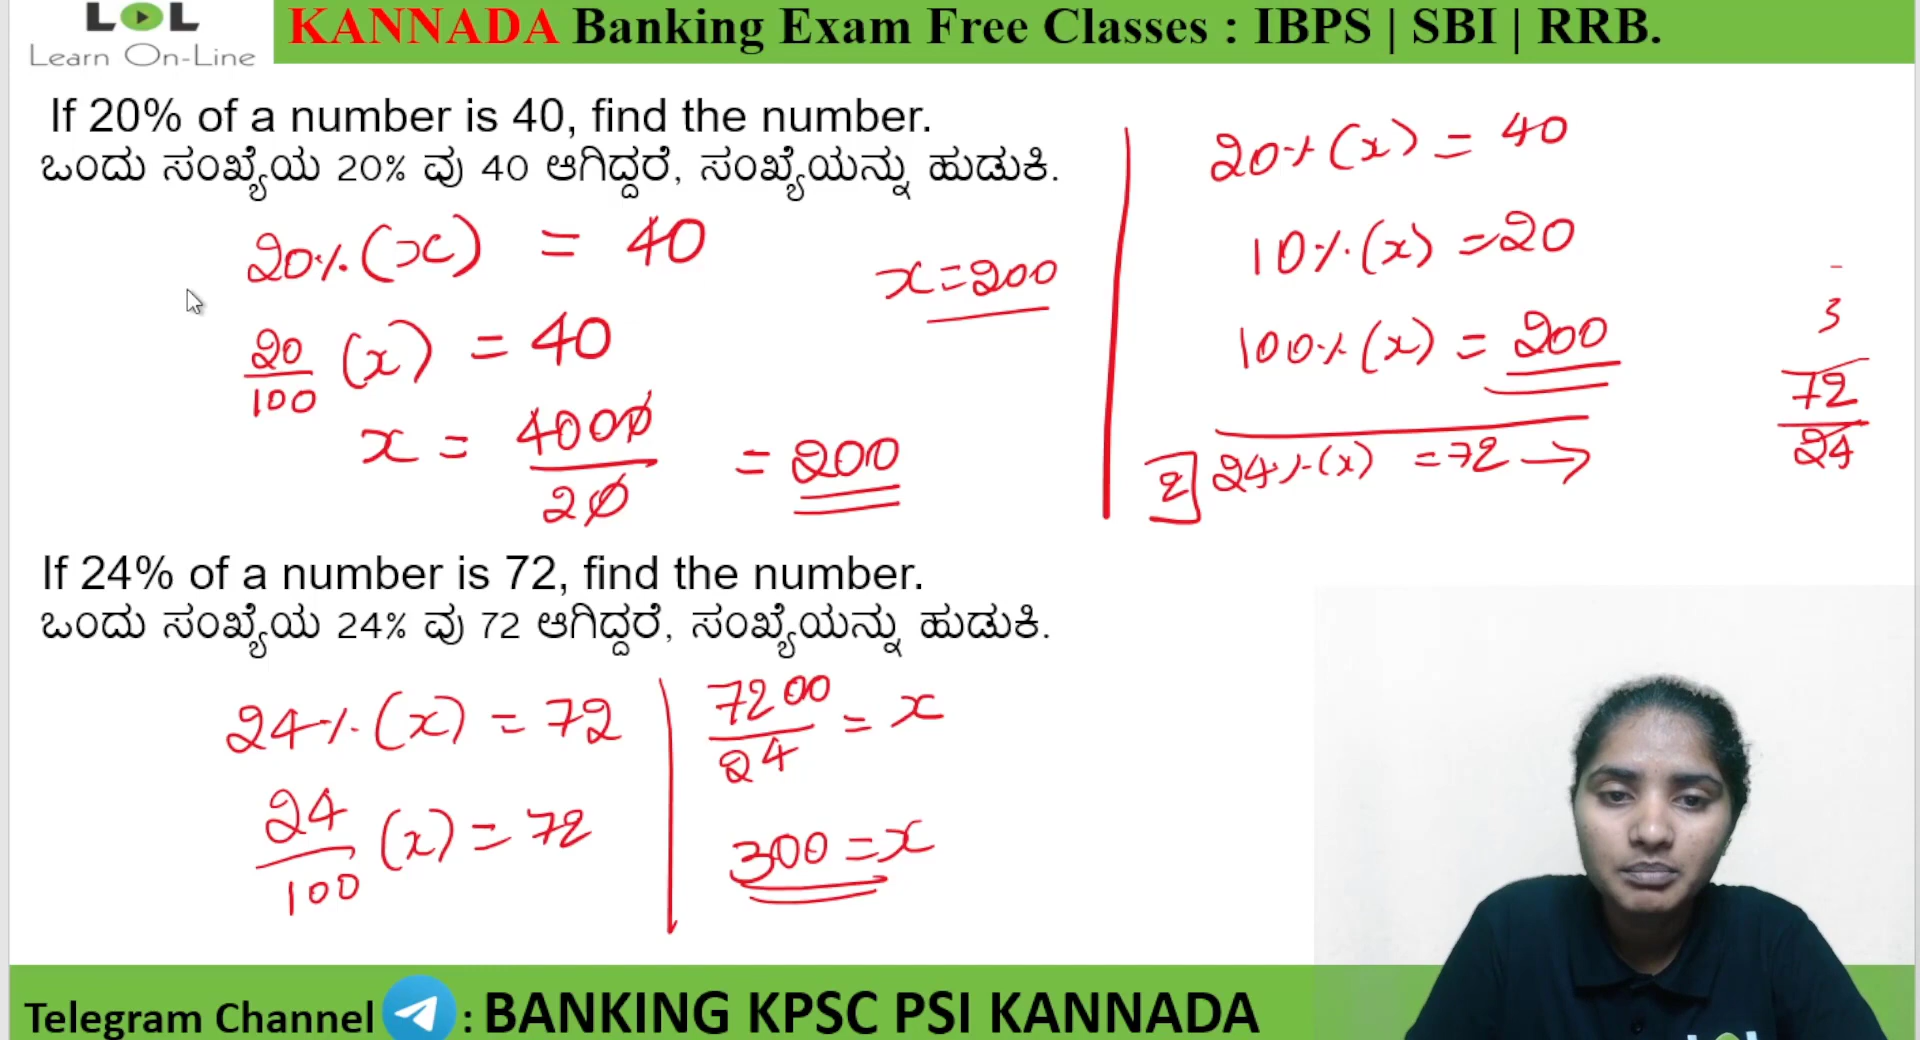 LOL
Learn On-Line
KANNADA Banking Exam Free Classes : IBPS | SBI | RRB.
If 20% of a number is 40, find the number.
ಒಂದು ಸಂಖ್ಯೆಯ 20% ವು 40 ಆಗಿದ್ದರೆ, ಸಂಖ್ಯೆಯನ್ನು ಹುಡುಕಿ.
20%(x) = 40
20/100 (x) = 40
x = 4000/20 = 200
x=200
20%(x) = 40
10%(x) =20
100%(x) = 200
2] 24%(x) =72 →
3
72
24
If 24% of a number is 72, find the number.
ಒಂದು ಸಂಖ್ಯೆಯ 24% ವು 72 ಆಗಿದ್ದರೆ, ಸಂಖ್ಯೆಯನ್ನು ಹುಡುಕಿ.
24%(x) = 72
24/100 (x) = 72
7200/24 = x
300 = x
Telegram Channel : BANKING KPSC PSI KANNADA